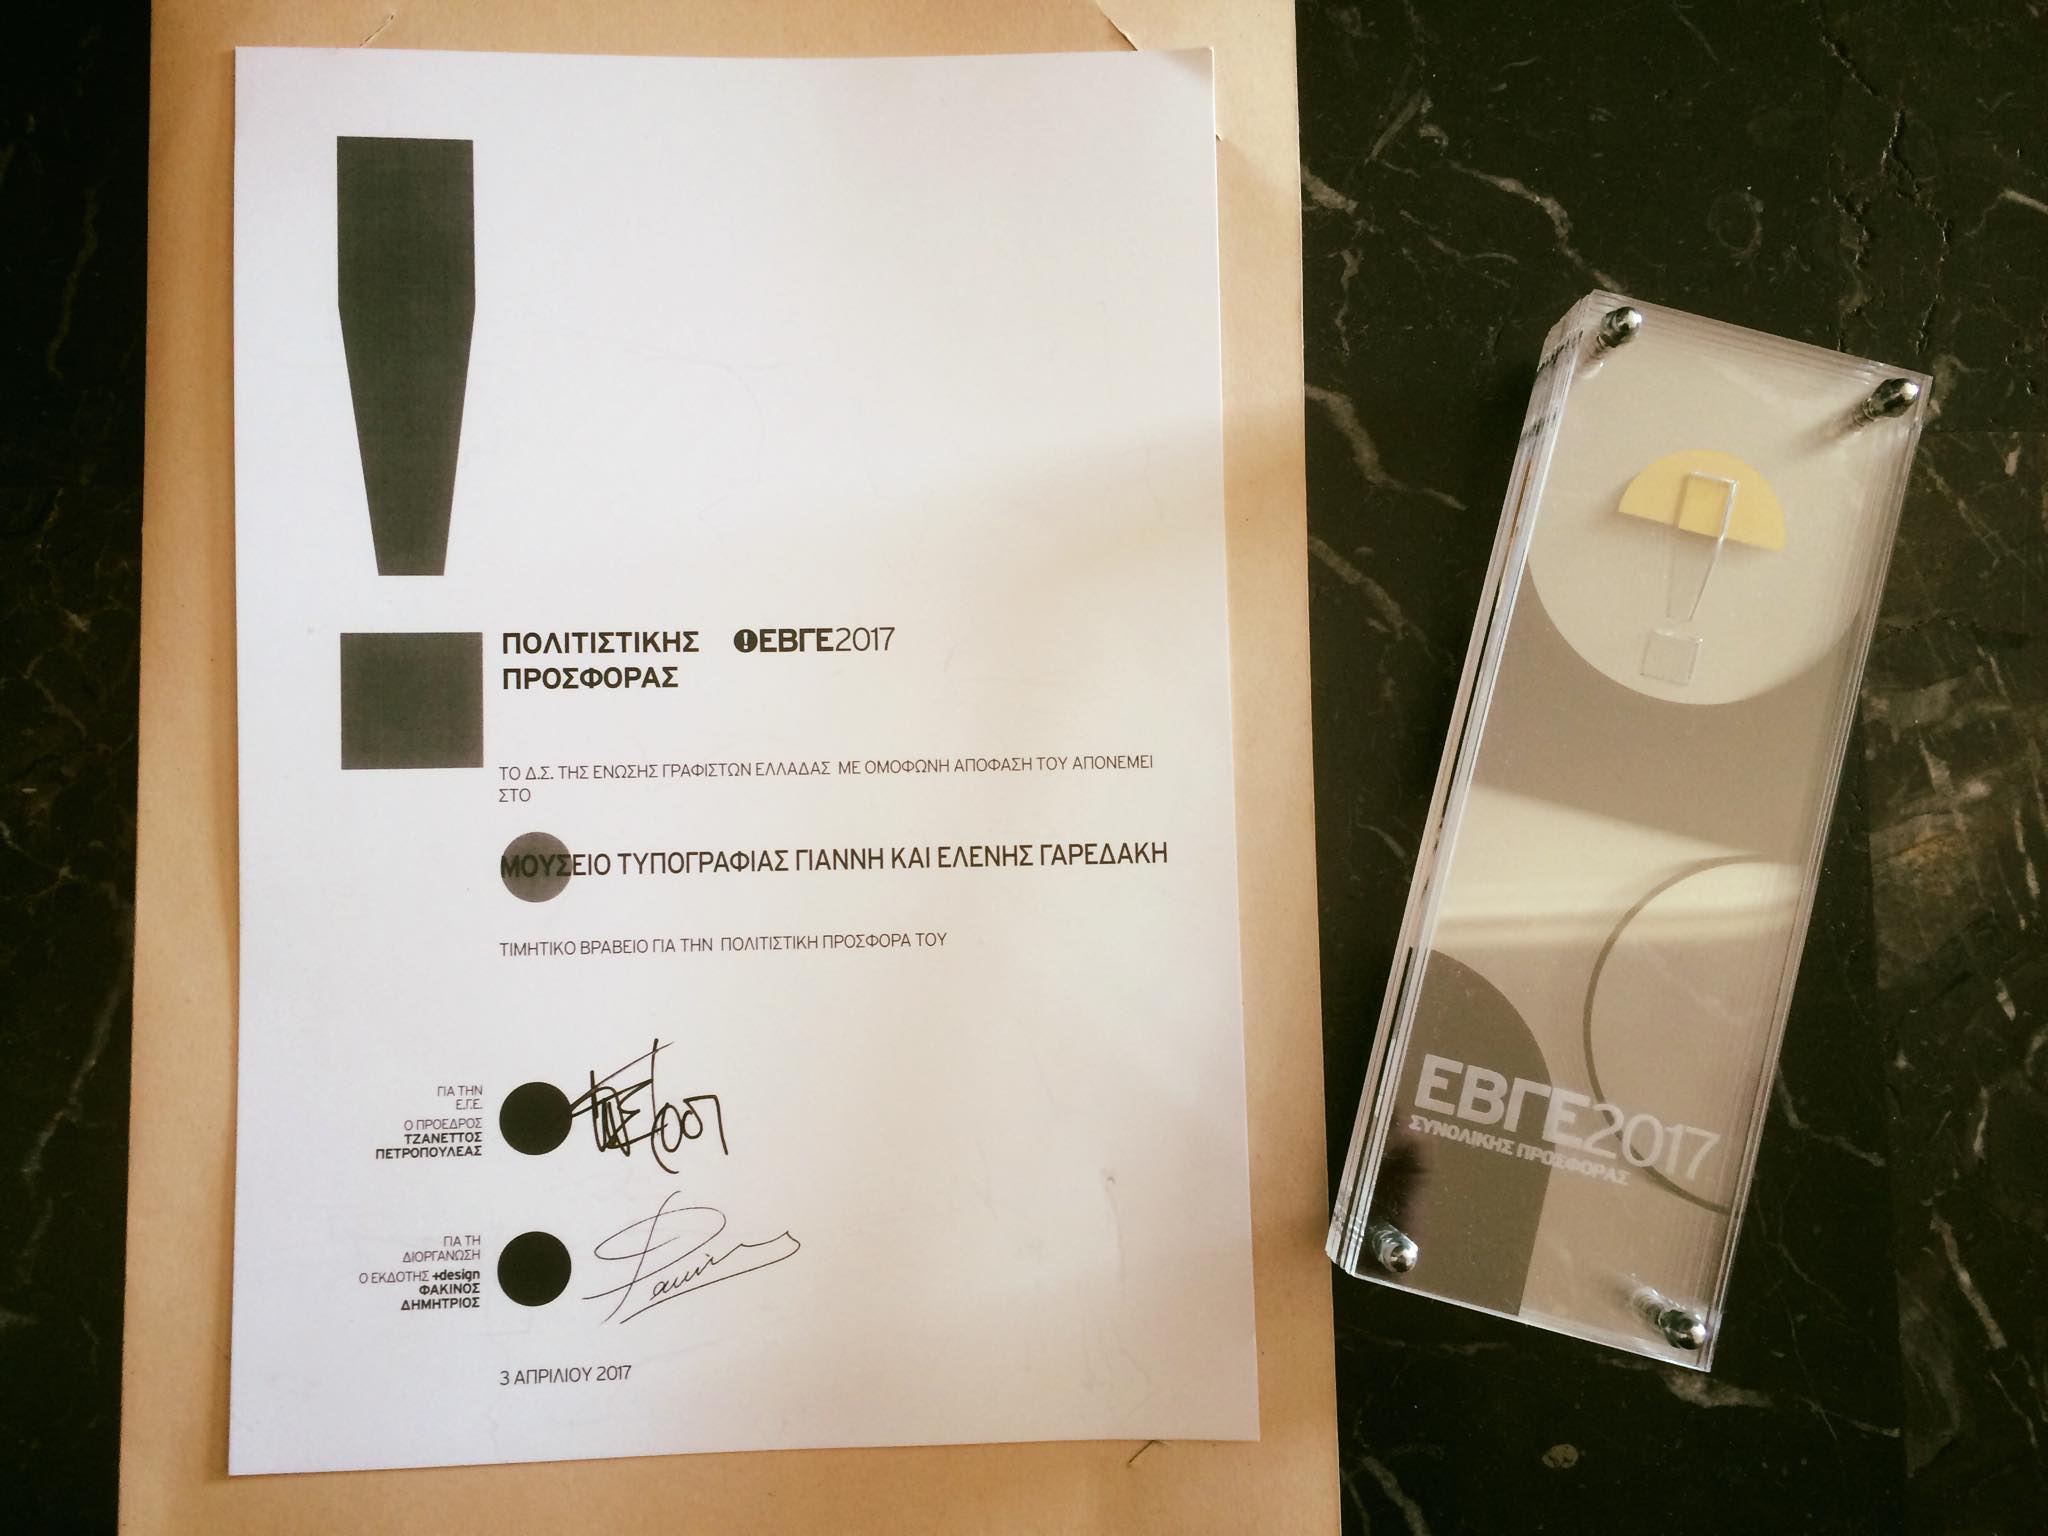 ΠΟΛΙΤΙΣΤΙΚΗΣ
ΠΡΟΣΦΟΡΑΣ
ΕΒΓΕ2017
ΤΟ Δ.Σ. ΤΗΣ ΕΝΩΣΗΣ ΓΡΑΦΙΣΤΩΝ ΕΛΛΑΔΑΣ ΜΕ ΟΜΟΦΩΝΗ ΑΠΟΦΑΣΗ ΤΟΥ ΑΠΟΝΕΜΕΙ
ΣΤΟ
ΜΟΥΣΕΙΟ ΤΥΠΟΓΡΑΦΙΑΣ ΓΙΑΝΝΗ ΚΑΙ ΕΛΕΝΗΣ ΓΑΡΕΔΑΚΗ
ΤΙΜΗΤΙΚΟ ΒΡΑΒΕΙΟ ΓΙΑ ΤΗΝ ΠΟΛΙΤΙΣΤΙΚΗ ΠΡΟΣΦΟΡΑ ΤΟΥ
ΓΙΑ ΤΗΝ
Ε.Γ.Ε.
Ο ΠΡΟΕΔΡΟΣ
ΤΖΑΝΕΤΤΟΣ
ΠΕΤΡΟΠΟΥΛΕΑΣ
ΓΙΑ ΤΗ
ΔΙΟΡΓΑΝΩΣΗ
Ο ΕΚΔΟΤΗΣ +design
ΦΑΚΙΝΟΣ
ΔΗΜΗΤΡΙΟΣ
3 ΑΠΡΙΛΙΟΥ 2017
ΕΒΓΕ2017
ΣΥΝΟΛΙΚΗΣ ΠΡΟΣΦΟΡΑΣ